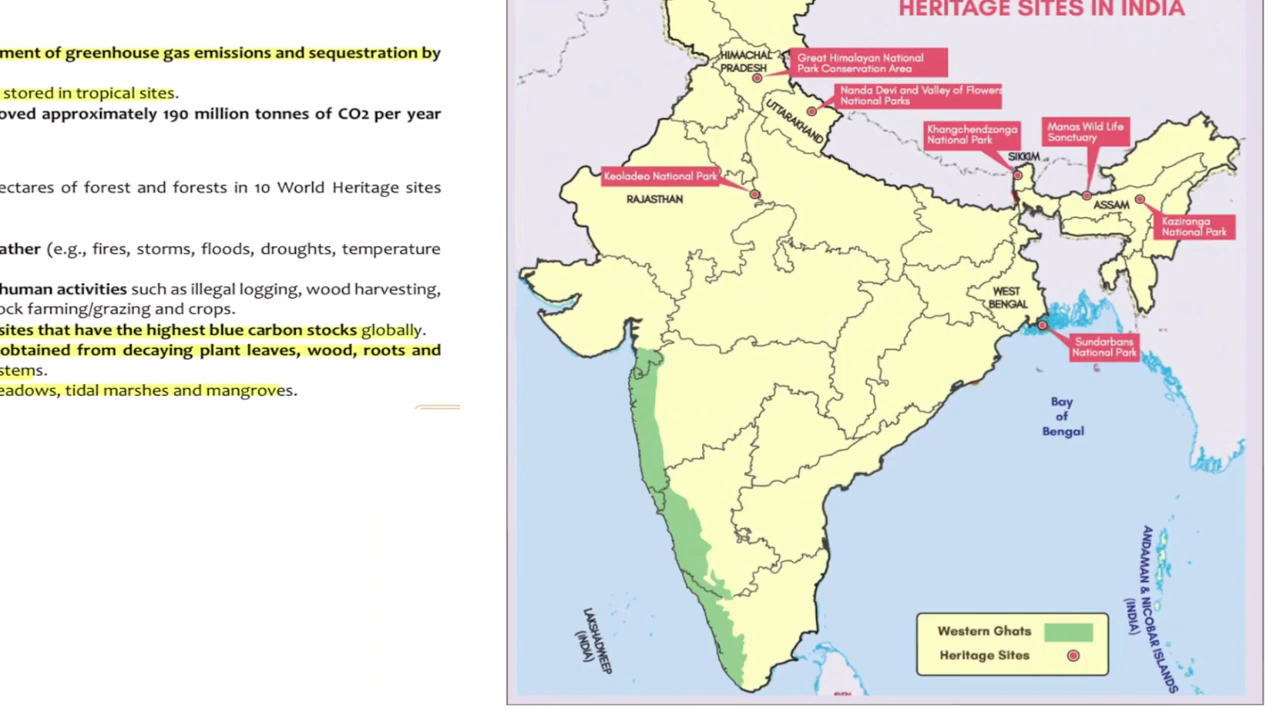 ment of greenhouse gas emissions and sequestration by
stored in tropical sites.
oved approximately 190 million tonnes of CO2 per year
ectares of forest and forests in 10 World Heritage sites
ather (e.g., fires, storms, floods, droughts, temperature
human activities such as illegal logging, wood harvesting,
ock farming/grazing and crops.
sites that have the highest blue carbon stocks globally.
obtained from decaying plant leaves, wood, roots and
stems.
eadows, tidal marshes and mangroves.
HERITAGE SITES IN INDIA
HIMACHAL
PRADESH
Great Himalayan National
Park Conservation Area
Nanda Devi and Valley of Flowers
National Parks
UTTARAKHAND
Khangchendzonga
National Park
Manas Wild Life
Sanctuary
SIKKIM
Keoladeo National Park
RAJASTHAN
ASSAM
Kaziranga
National Park
WEST
BENGAL
Sundarbans
National Park
Bay
of
Bengal
ANDAMAN & NICOBAR ISLANDS
(INDIA)
LAKSHADWEEP
(INDIA)
Western Ghats
Heritage Sites